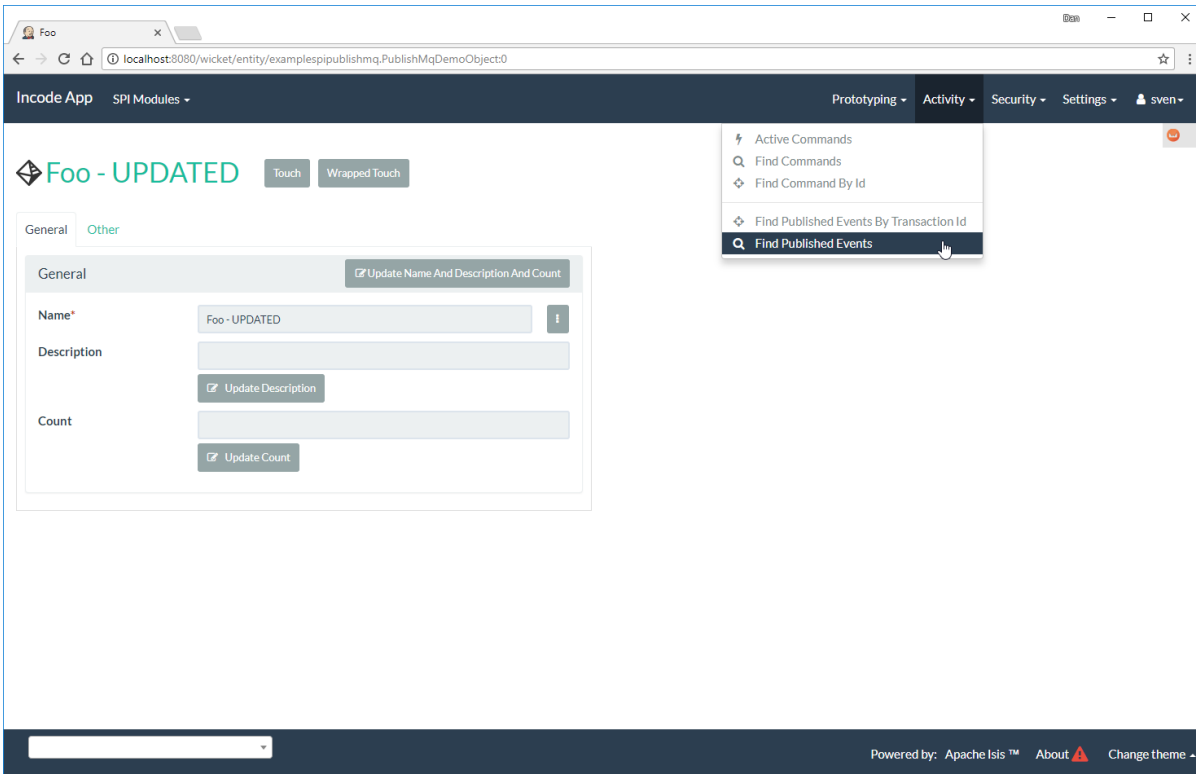 Dan
Foo
localhost:8080/wicket/entity/examplespipublishmq.PublishMqDemoObject:0
Incode App SPI Modules Prototyping Activity Security Settings sven
Active Commands
Find Commands
Find Command By Id
Find Published Events By Transaction Id
Find Published Events
Foo - UPDATED Touch Wrapped Touch
General Other
General Update Name And Description And Count
Name* Foo - UPDATED
Description
Update Description
Count
Update Count
Powered by: Apache Isis ™ About Change theme